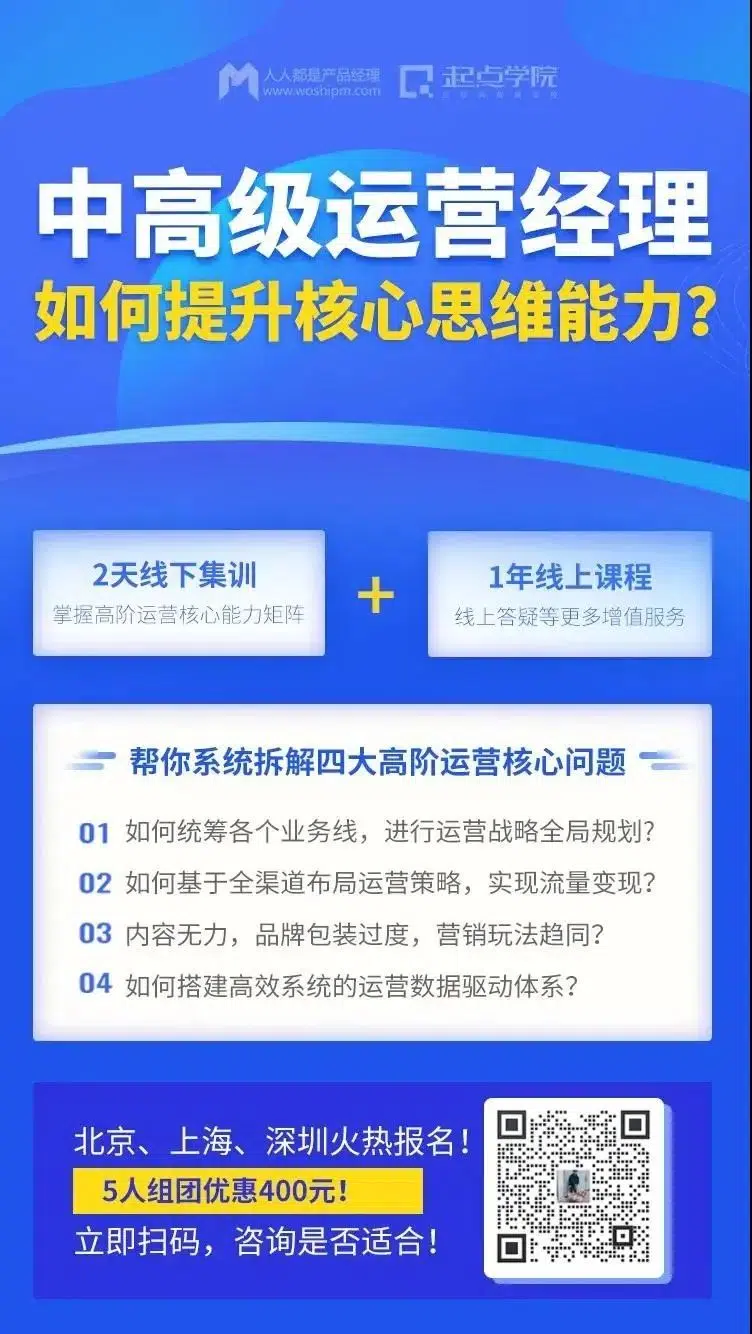 人人都是产品经理
www.woshipm.com
起点学院
中高级运营经理
如何提升核心思维能力？
2天线下集训
掌握高阶运营核心能力矩阵
+
1年线上课程
线上答疑等更多增值服务
帮你系统拆解四大高阶运营核心问题
01 如何统筹各个业务线，进行运营战略全局规划?
02 如何基于全渠道布局运营策略，实现流量变现?
03 内容无力，品牌包装过度，营销玩法趋同?
04 如何搭建高效系统的运营数据驱动体系?
北京、上海、深圳火热报名！
5人组团优惠400元！
立即扫码，咨询是否适合！